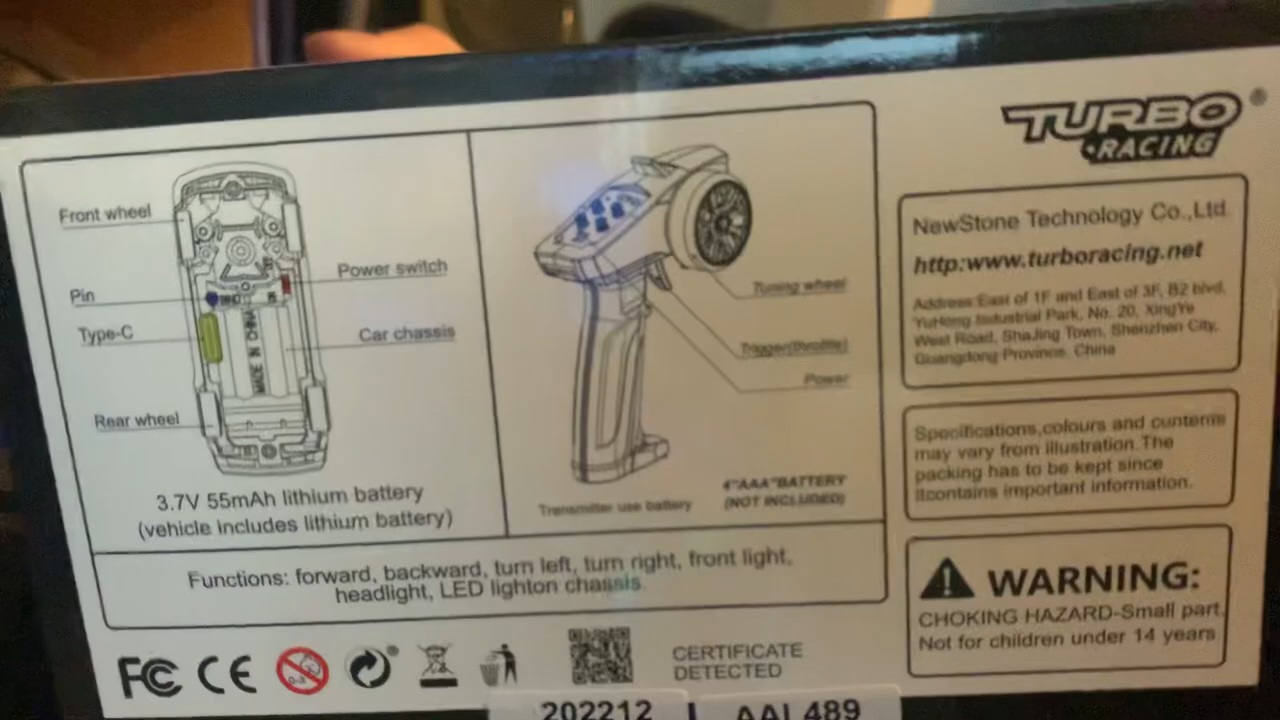 Front wheel
Pin
Type-C
Rear wheel
Power switch
Car chassis
MADE IN CHINA
3.7V 55mAh lithium battery
(vehicle includes lithium battery)
Tuning wheel
Trigger(throttle)
Power
4"AAA"BATTERY
(NOT INCLUDED)
Transmitter use battery
Functions: forward, backward, turn left, turn right, front light,
headlight, LED lighton chassis.
FC CE
0-3
CERTIFICATE
DETECTED
202212
AAL489
TURBO
RACING
NewStone Technology Co.,Ltd.
http:www.turboracing.net
Address:East of 1F and East of 3F, B2 blvd,
YuHong Industrial Park, No. 20, XingYe
West Road, ShaJing Town, Shenzhen City,
Guangdong Province. China
Specifications,colours and cunterns
may vary from illustration.The
packing has to be kept since
itcontains important information.
WARNING:
CHOKING HAZARD-Small part.
Not for children under 14 years